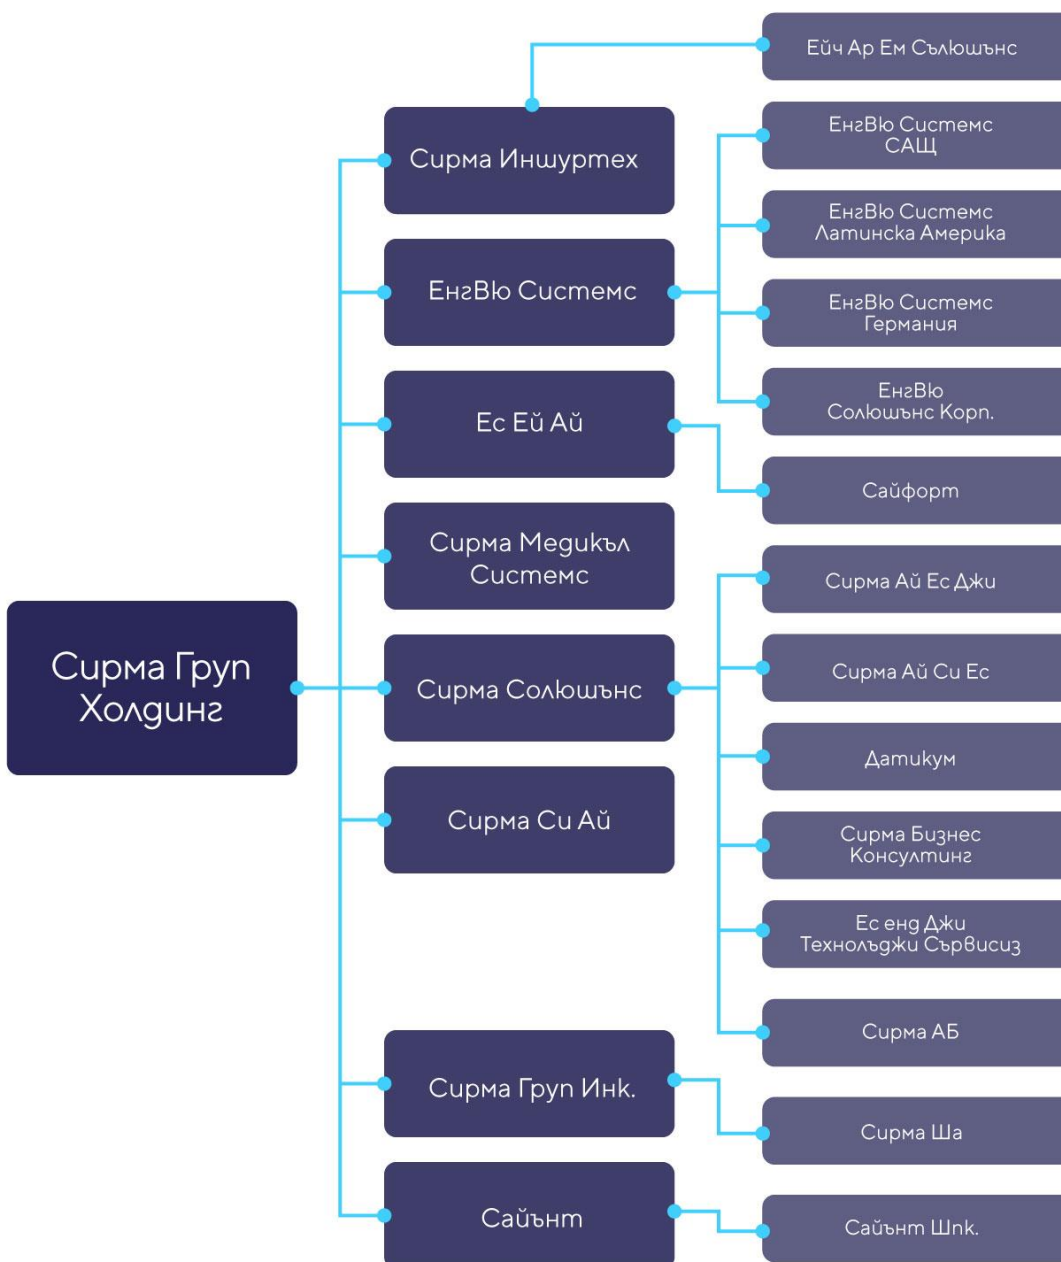 Ейч Ар Ем Сълюшънс
Сирма Иншуртех
ЕнгВю Системс
САЩ
ЕнгВю Системс
Латинска Америка
ЕнгВю Системс
ЕнгВю Системс
Германия
ЕнгВю
Солюшънс Корп.
Ес Ей Ай
Сайфорт
Сирма Медикъл
Системс
Сирма Ай Ес Джи
Сирма Груп
Холдинг
Сирма Солюшънс
Сирма Ай Си Ес
Датикум
Сирма Си Ай
Сирма Бизнес
Консултинг
Ес енд Джи
Технолъджи Сървисиз
Сирма АБ
Сирма Груп Инк.
Сирма Ша
Сайънт
Сайънт Шпк.